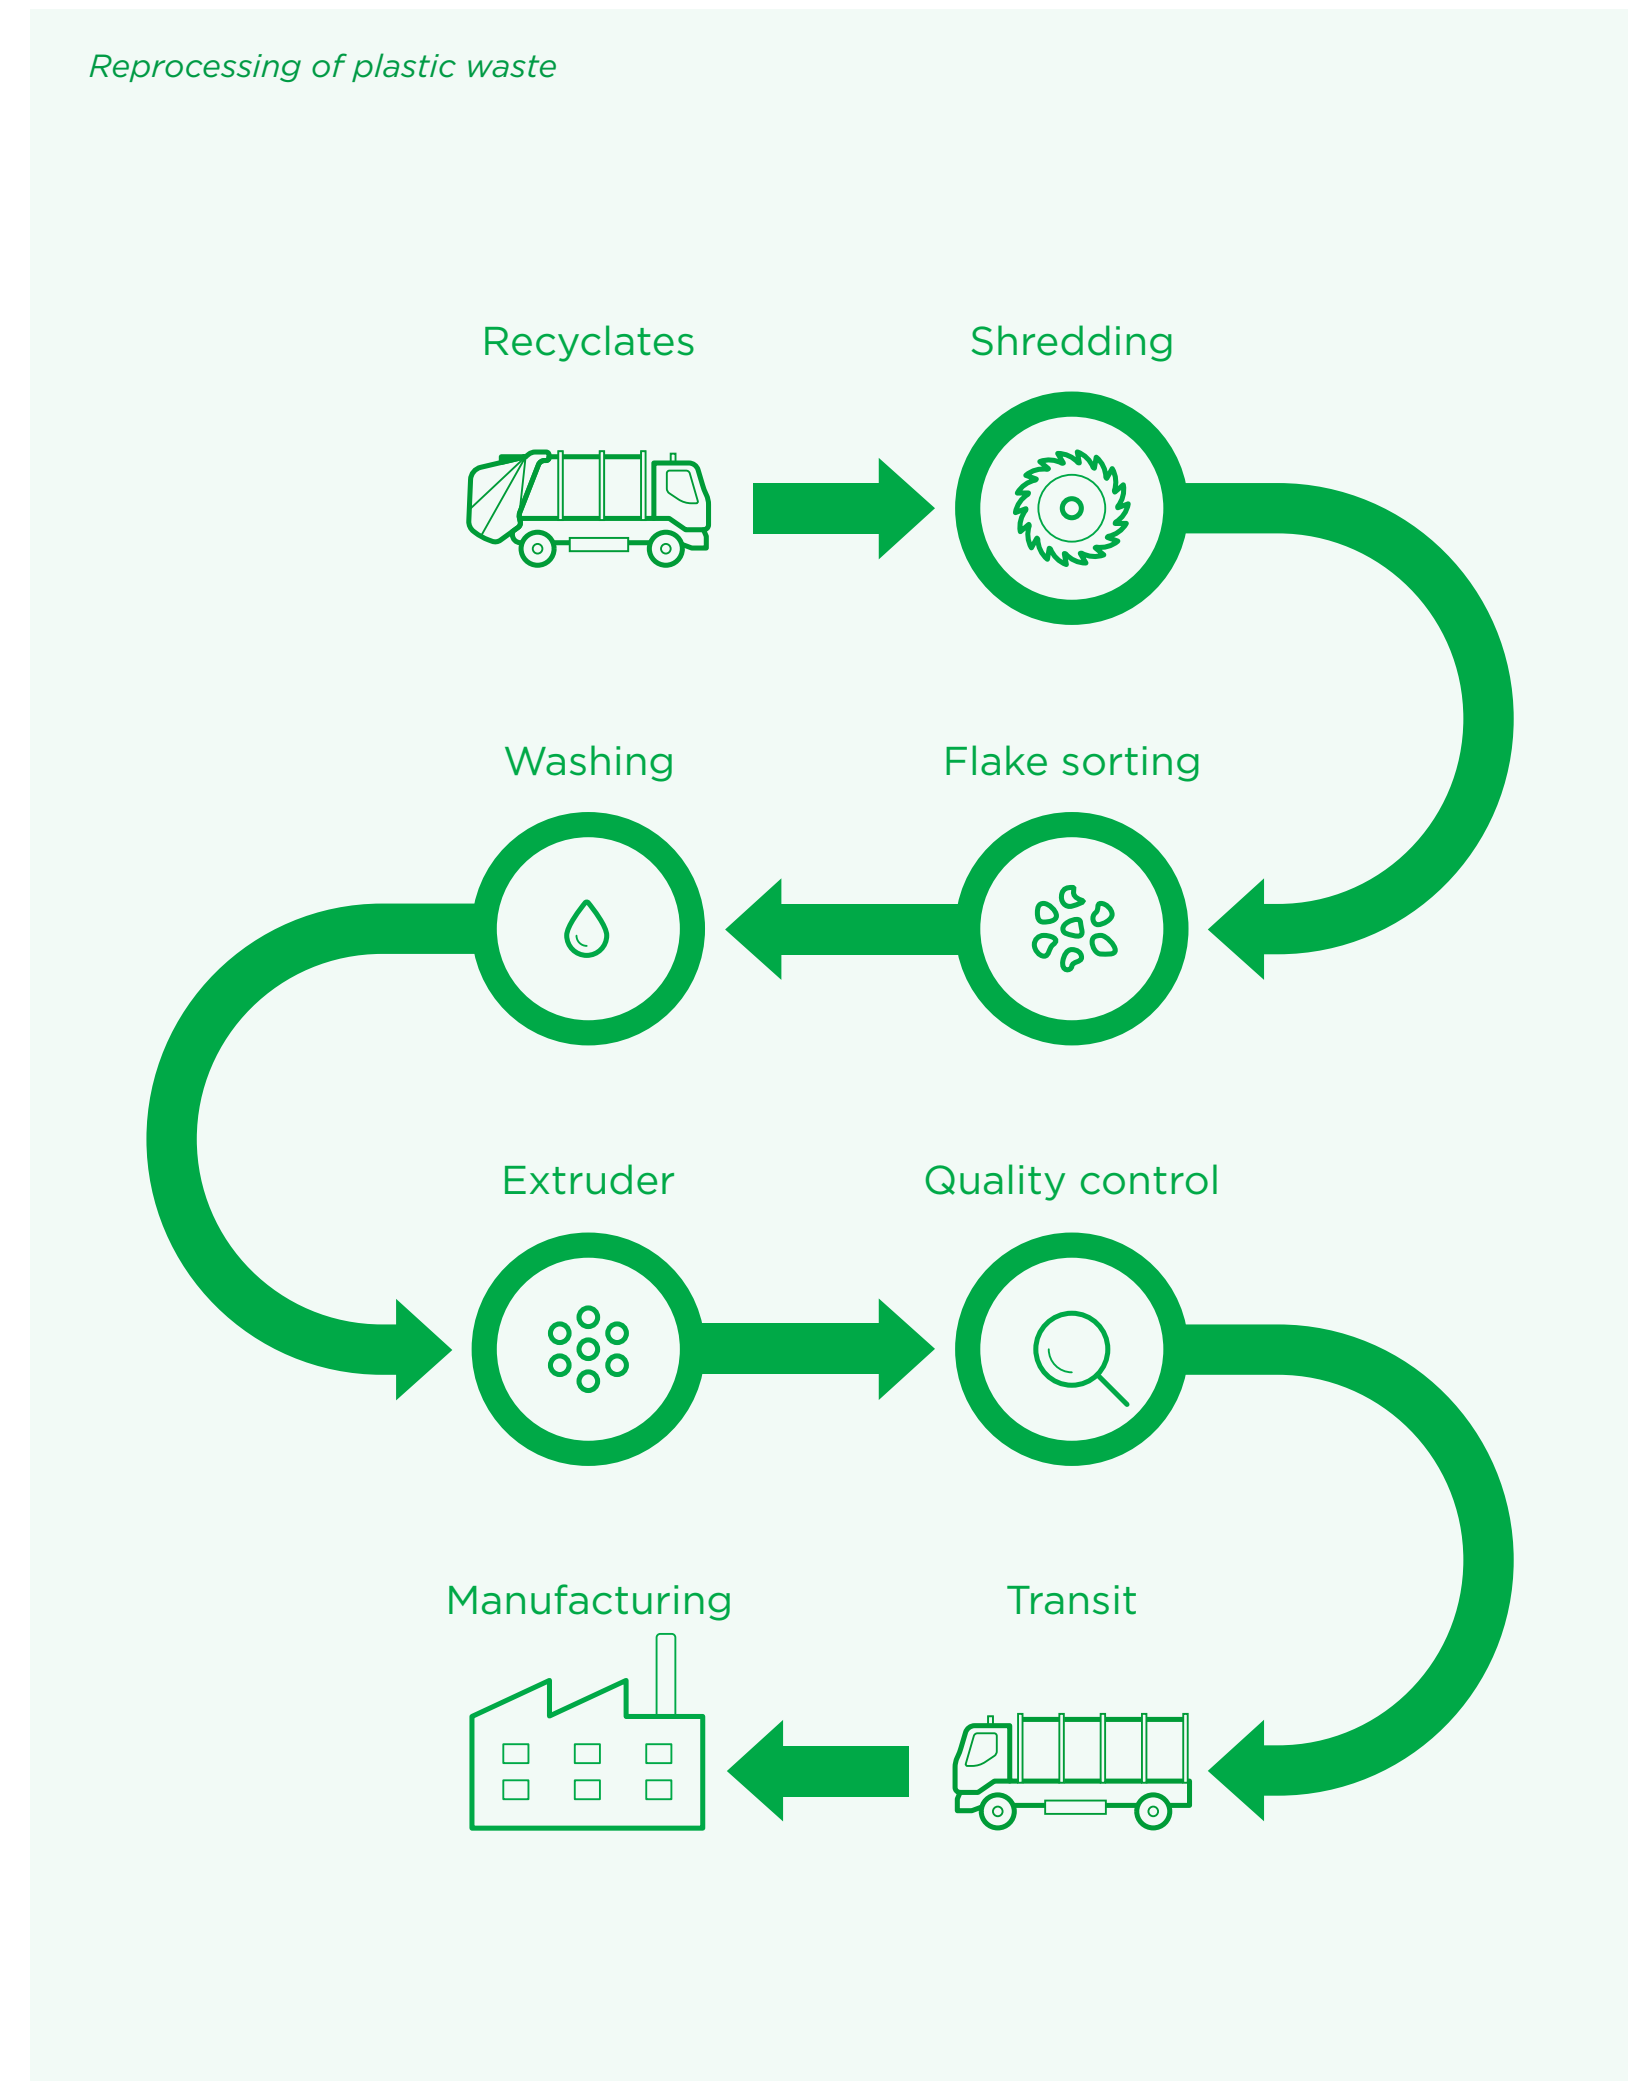 Reprocessing of plastic waste
Recyclates
Shredding
Washing
Flake sorting
Extruder
Quality control
Manufacturing
Transit